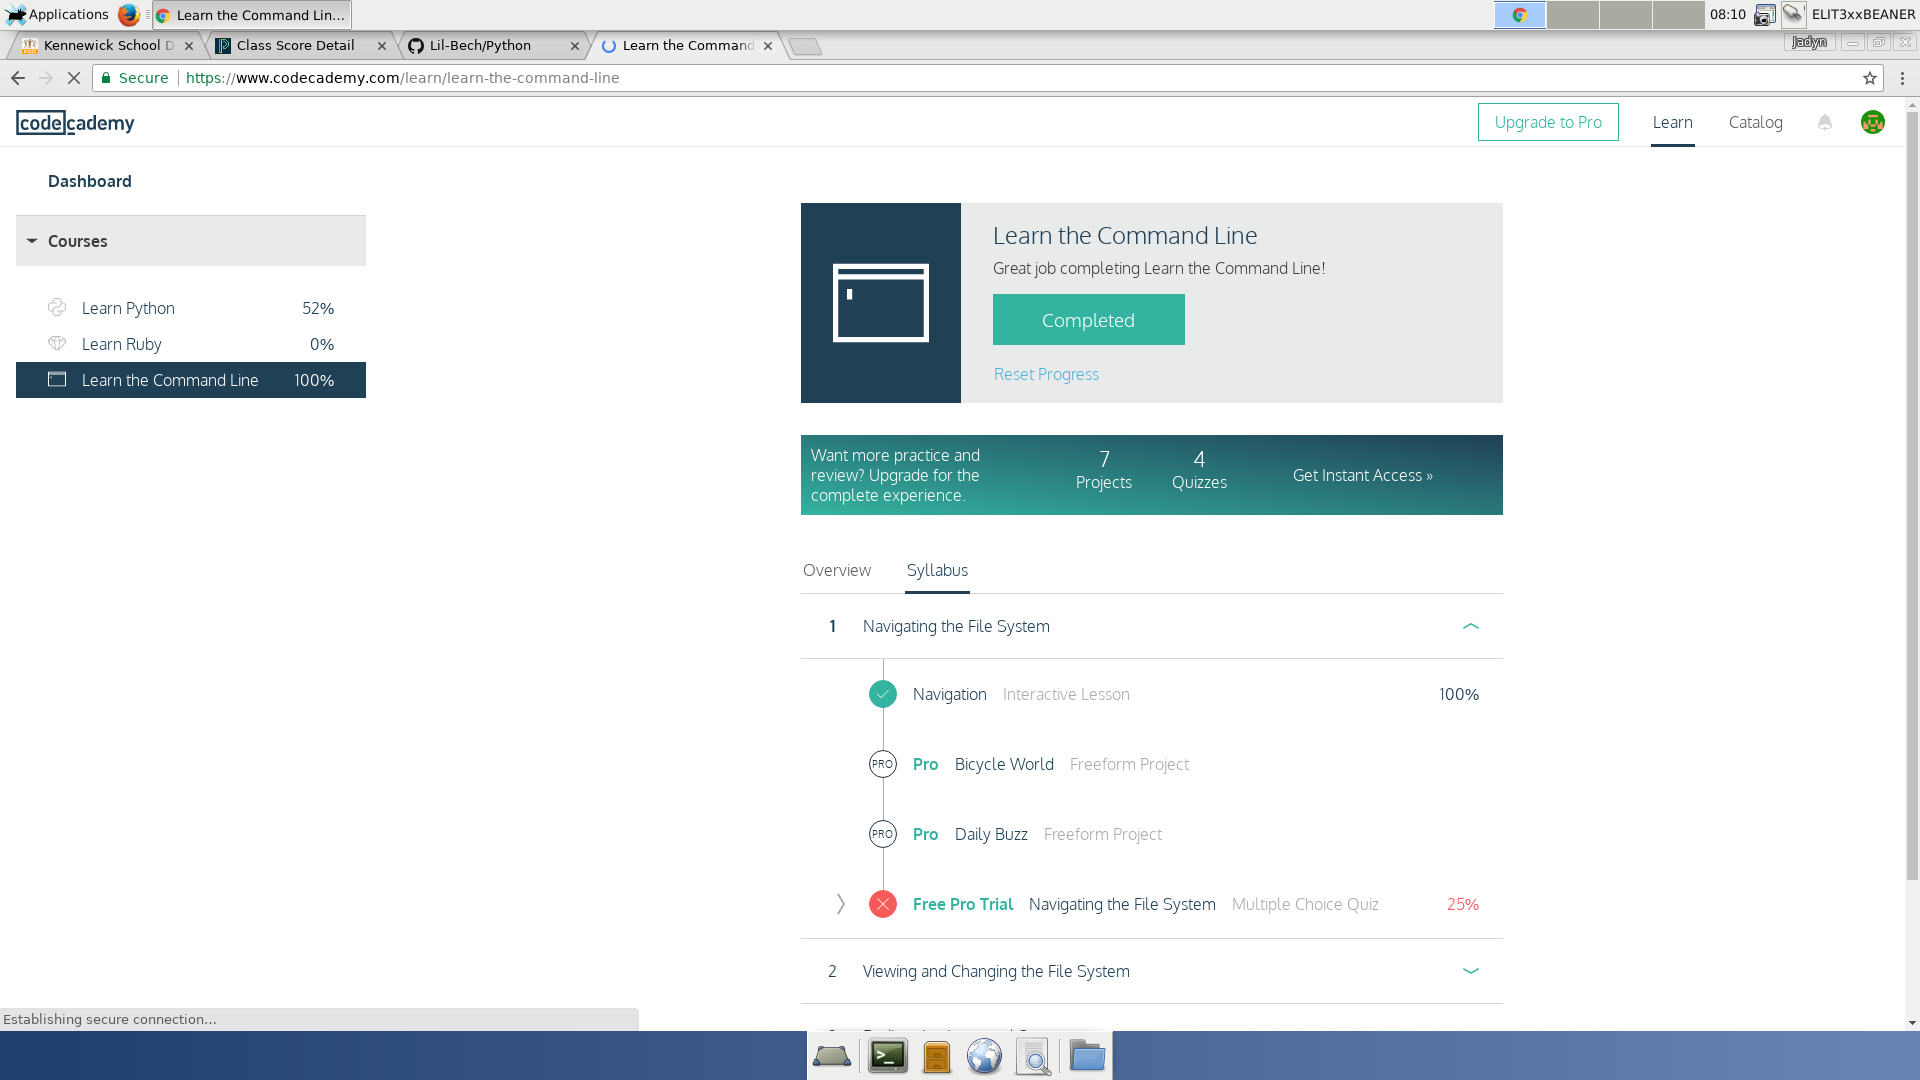 Applications
Learn the Command Lin...
08:10
ELIT3xxBEANER
Kennewick School D
Class Score Detail
Lil-Bech/Python
Learn the Command
Jadyn
Secure
https://www.codecademy.com/learn/learn-the-command-line
codecademy
Upgrade to Pro
Learn
Catalog
Dashboard
Courses
Learn Python 52%
Learn Ruby 0%
Learn the Command Line 100%
Learn the Command Line
Great job completing Learn the Command Line!
Completed
Reset Progress
Want more practice and
review? Upgrade for the
complete experience.
7
Projects
4
Quizzes
Get Instant Access »
Overview
Syllabus
1 Navigating the File System
Navigation Interactive Lesson 100%
PRO Pro Bicycle World Freeform Project
PRO Pro Daily Buzz Freeform Project
Free Pro Trial Navigating the File System Multiple Choice Quiz 25%
2 Viewing and Changing the File System
Establishing secure connection...